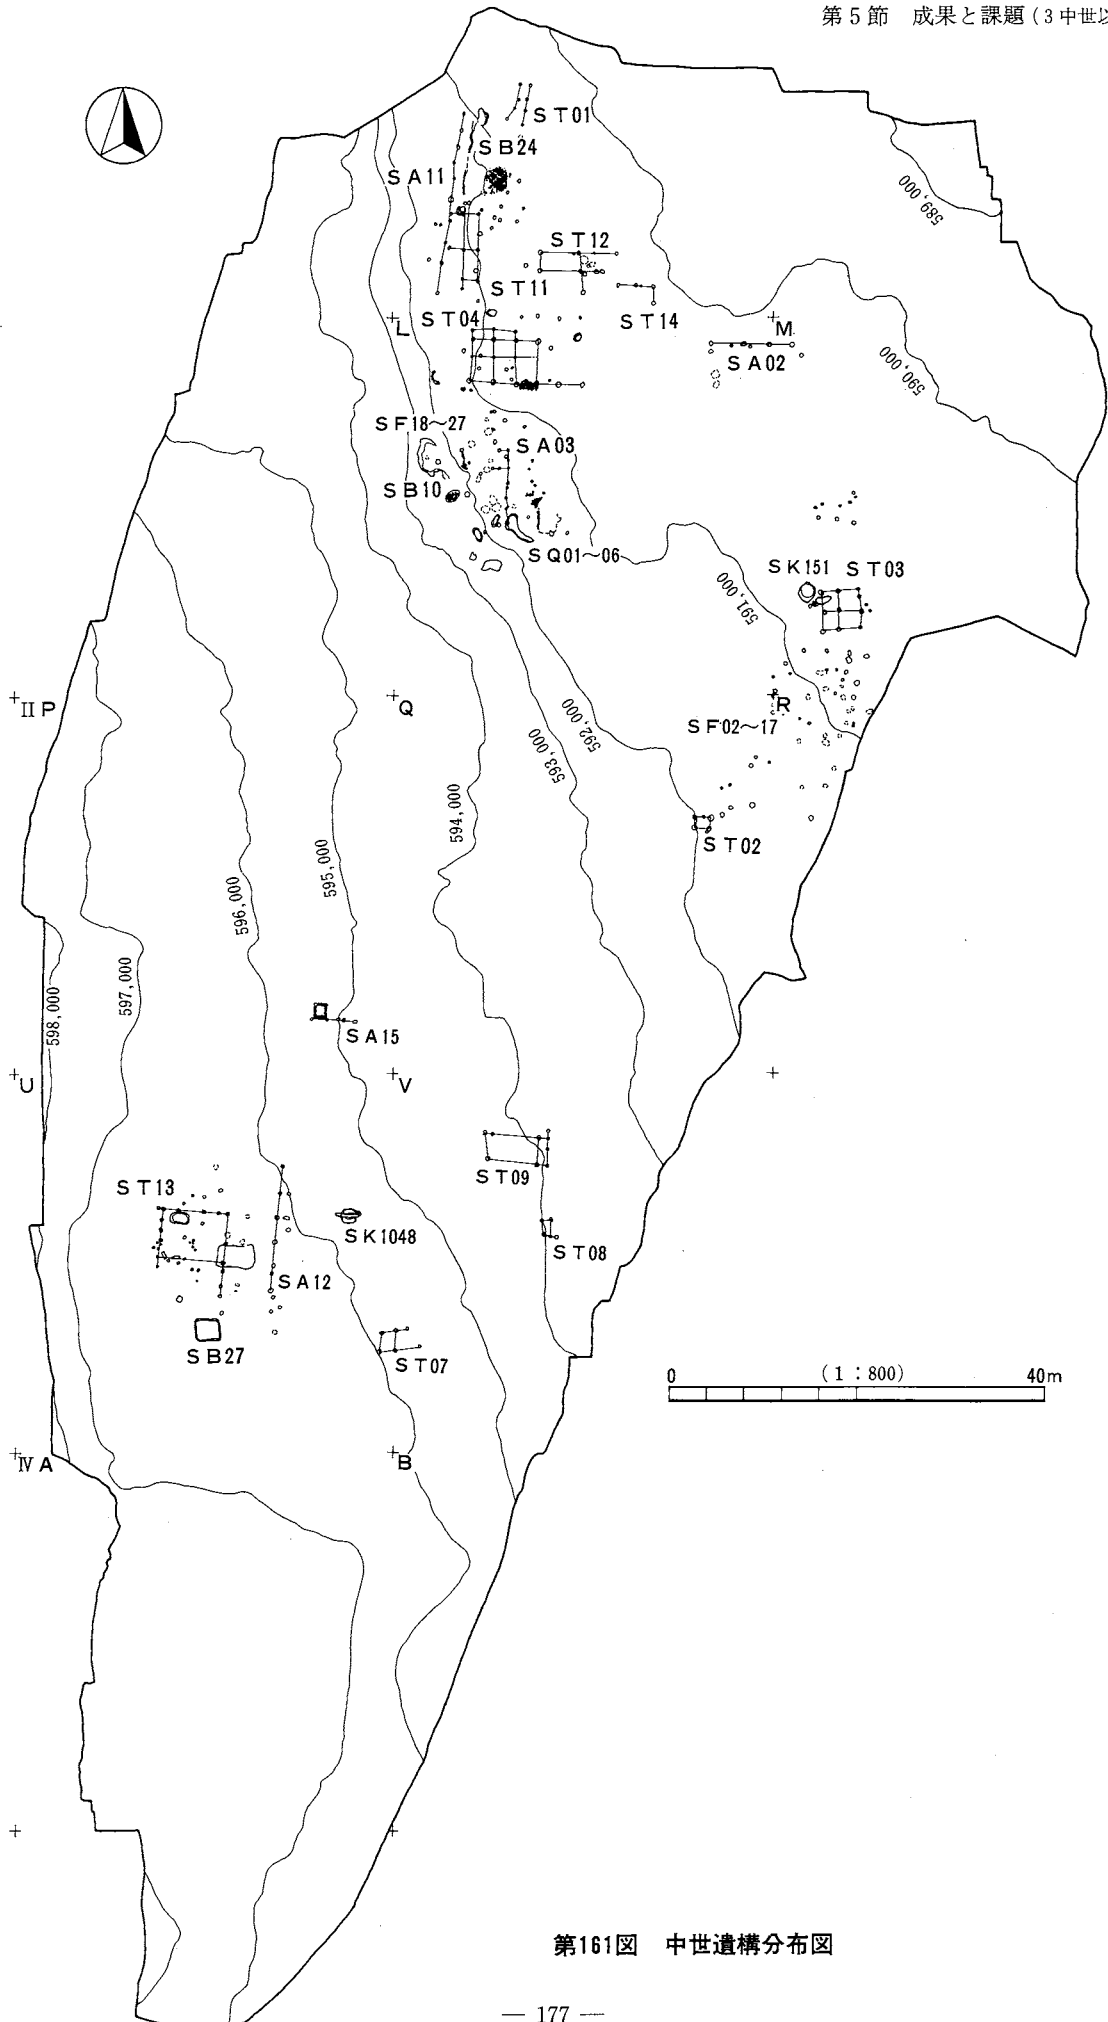 第5節 成果と課題(3 中世
ST01
SB24
SA11
589,000
ST12
ST11
ST14
ST04
L
M
SA02
590,000
SF18~27
SA03
SB10
SQ01~06
SK151 ST03
591,000
ⅡP
Q
R
592,000
SF02~17
593,000
594,000
ST02
595,000
596,000
597,000
598,000
SA15
U
V
ST09
ST13
SK1048
ST08
SA12
SB27
ST07
0 (1:800) 40m
ⅣA
B
第161図 中世遺構分布図
— 177 —